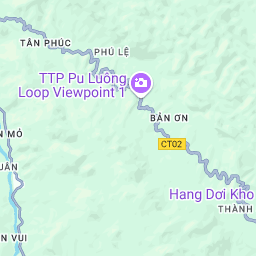 PHÚ LỆ
TÂN PHÚC
TTP Pu Luông
Loop Viewpoint 1
BẢN ƠN
CT02
Hang Dơi Kho
THÀNH
VUI